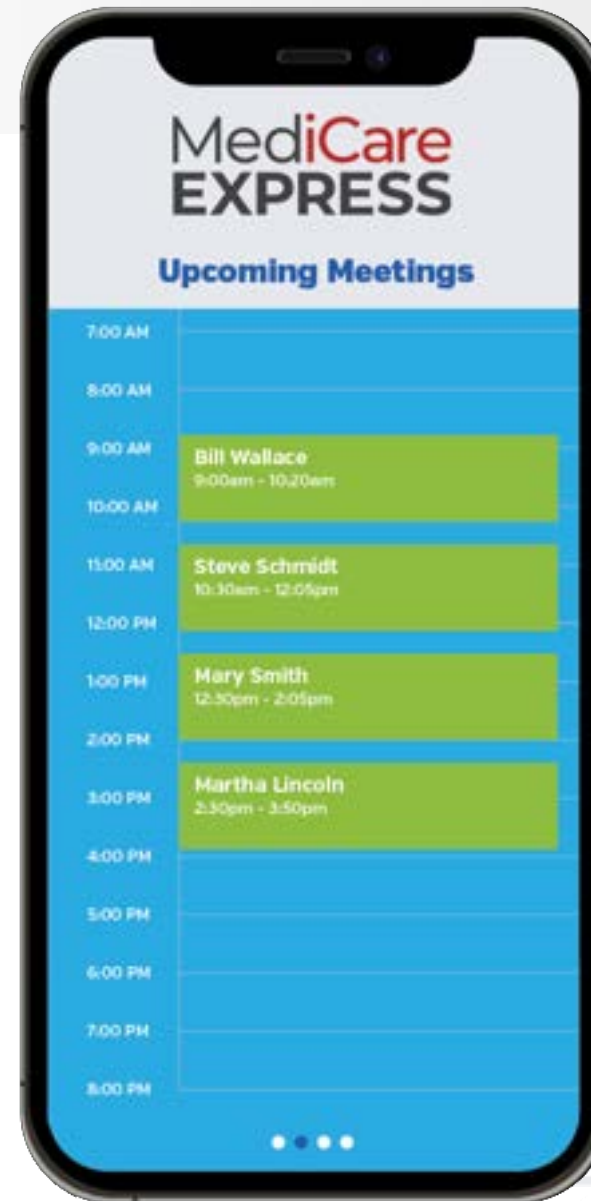 MediCare
EXPRESS
Upcoming Meetings
7:00 AM
8:00 AM
9:00 AM
Bill Wallace
9:00am - 10:20am
10:00 AM
11:00 AM
Steve Schmidt
10:30am - 12:05pm
12:00 PM
1:00 PM
Mary Smith
12:30pm - 2:05pm
2:00 PM
Martha Lincoln
2:30pm - 3:50pm
3:00 PM
4:00 PM
5:00 PM
6:00 PM
7:00 PM
8:00 PM